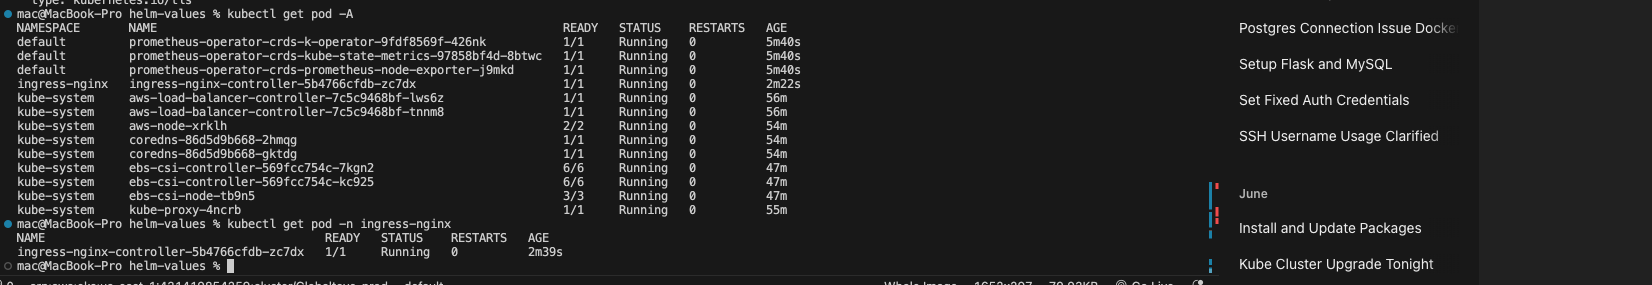 mac@MacBook-Pro helm-values % kubectl get pod -A
NAMESPACE NAME READY STATUS RESTARTS AGE
default prometheus-operator-crds-k-operator-9fdf8569f-426nk 1/1 Running 0 5m40s
default prometheus-operator-crds-kube-state-metrics-97858bf4d-8btwc 1/1 Running 0 5m40s
default prometheus-operator-crds-prometheus-node-exporter-j9mkd 1/1 Running 0 5m40s
ingress-nginx ingress-nginx-controller-5b4766cfdb-zc7dx 1/1 Running 0 2m22s
kube-system aws-load-balancer-controller-7c5c9468bf-lws6z 1/1 Running 0 56m
kube-system aws-load-balancer-controller-7c5c9468bf-tnnm8 1/1 Running 0 56m
kube-system aws-node-xrklh 2/2 Running 0 54m
kube-system coredns-86d5d9b668-2hmqg 1/1 Running 0 54m
kube-system coredns-86d5d9b668-gktdg 1/1 Running 0 54m
kube-system ebs-csi-controller-569fcc754c-7kgn2 6/6 Running 0 47m
kube-system ebs-csi-controller-569fcc754c-kc925 6/6 Running 0 47m
kube-system ebs-csi-node-tb9n5 3/3 Running 0 47m
kube-system kube-proxy-4ncrb 1/1 Running 0 55m
mac@MacBook-Pro helm-values % kubectl get pod -n ingress-nginx
NAME READY STATUS RESTARTS AGE
ingress-nginx-controller-5b4766cfdb-zc7dx 1/1 Running 0 2m39s
mac@MacBook-Pro helm-values %
Postgres Connection Issue Docke
Setup Flask and MySQL
Set Fixed Auth Credentials
SSH Username Usage Clarified
June
Install and Update Packages
Kube Cluster Upgrade Tonight